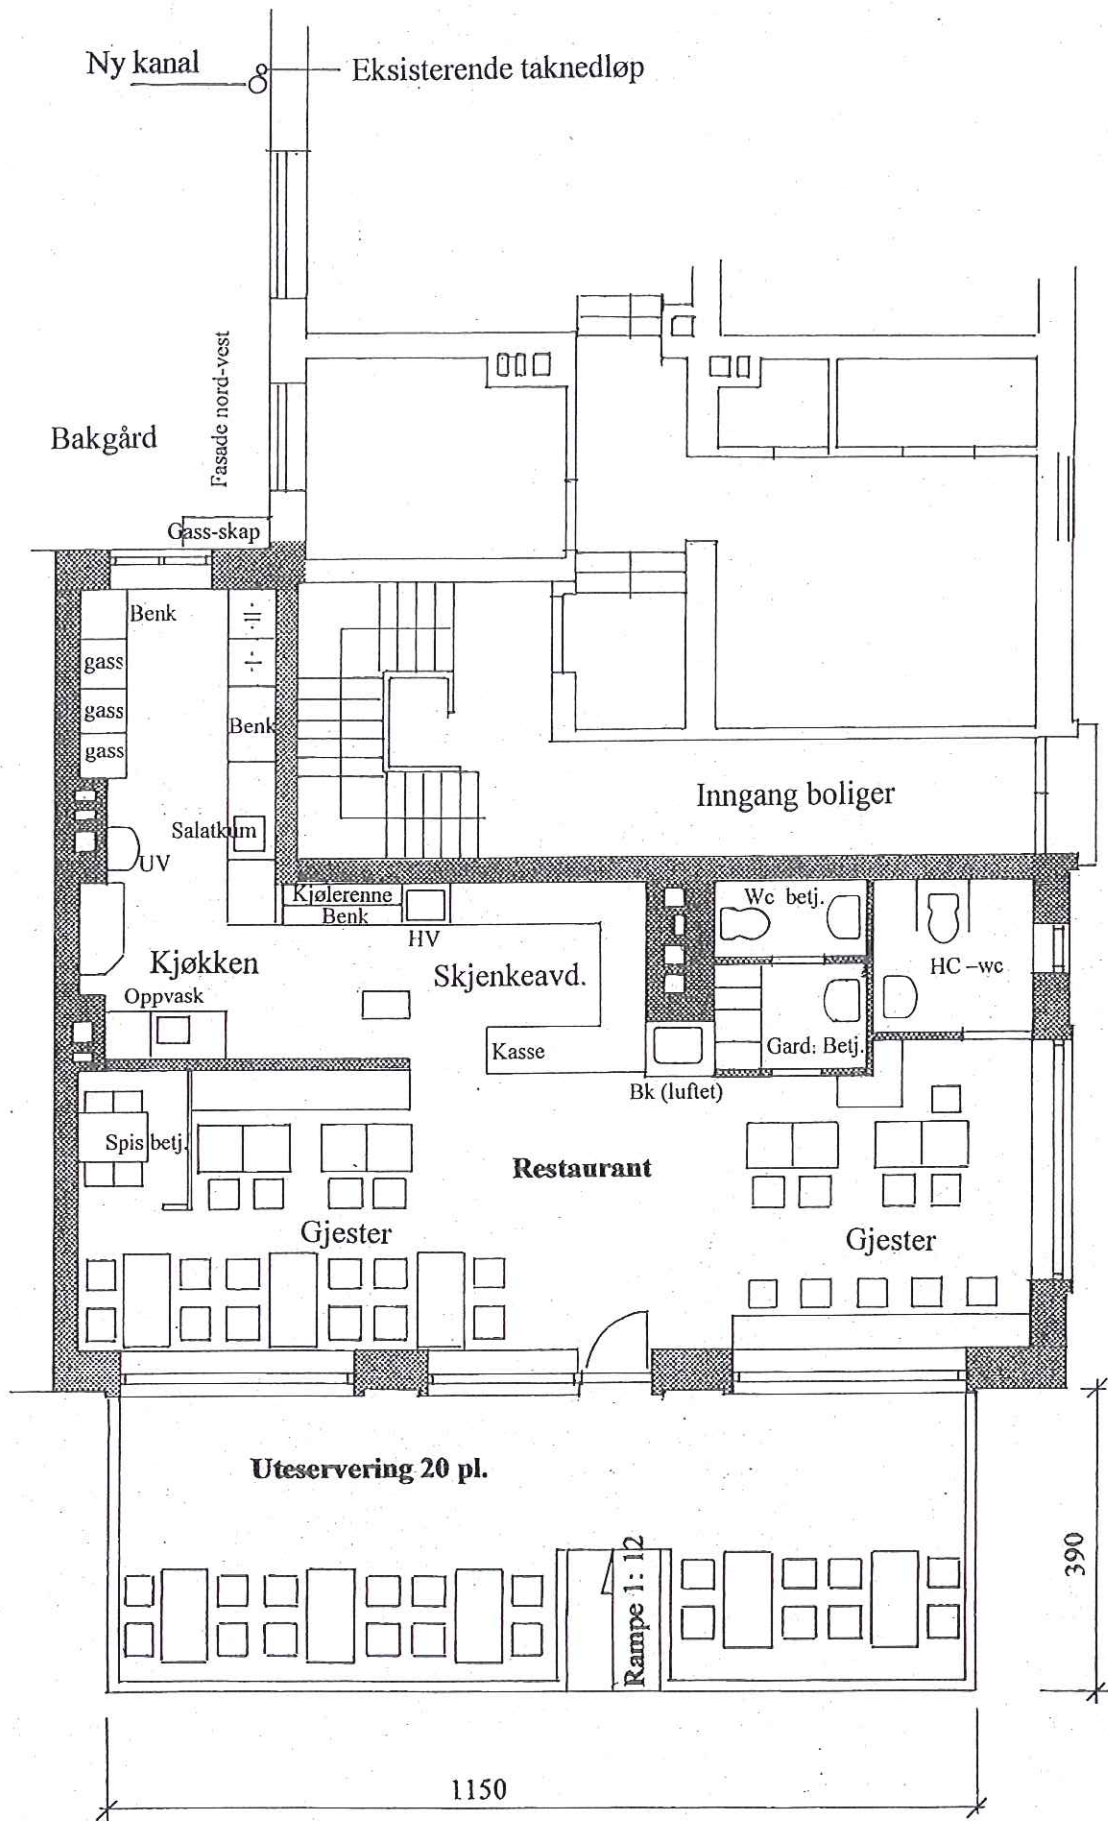 Ny kanal
Eksisterende taknedløp
Fasade nord-vest
Bakgård
Gass-skap
Benk
gass
gass
Benk
gass
Inngang boliger
Salatkum
UV
Kjølerenne
Benk
HV
Wc betj.
Kjøkken
Skjenkeavd.
HC –wc
Oppvask
Kasse
Gard: Betj.
Bk (luftet)
Spis betj.
Restaurant
Gjester
Gjester
Uteservering 20 pl.
Rampe 1: 12
390
1150